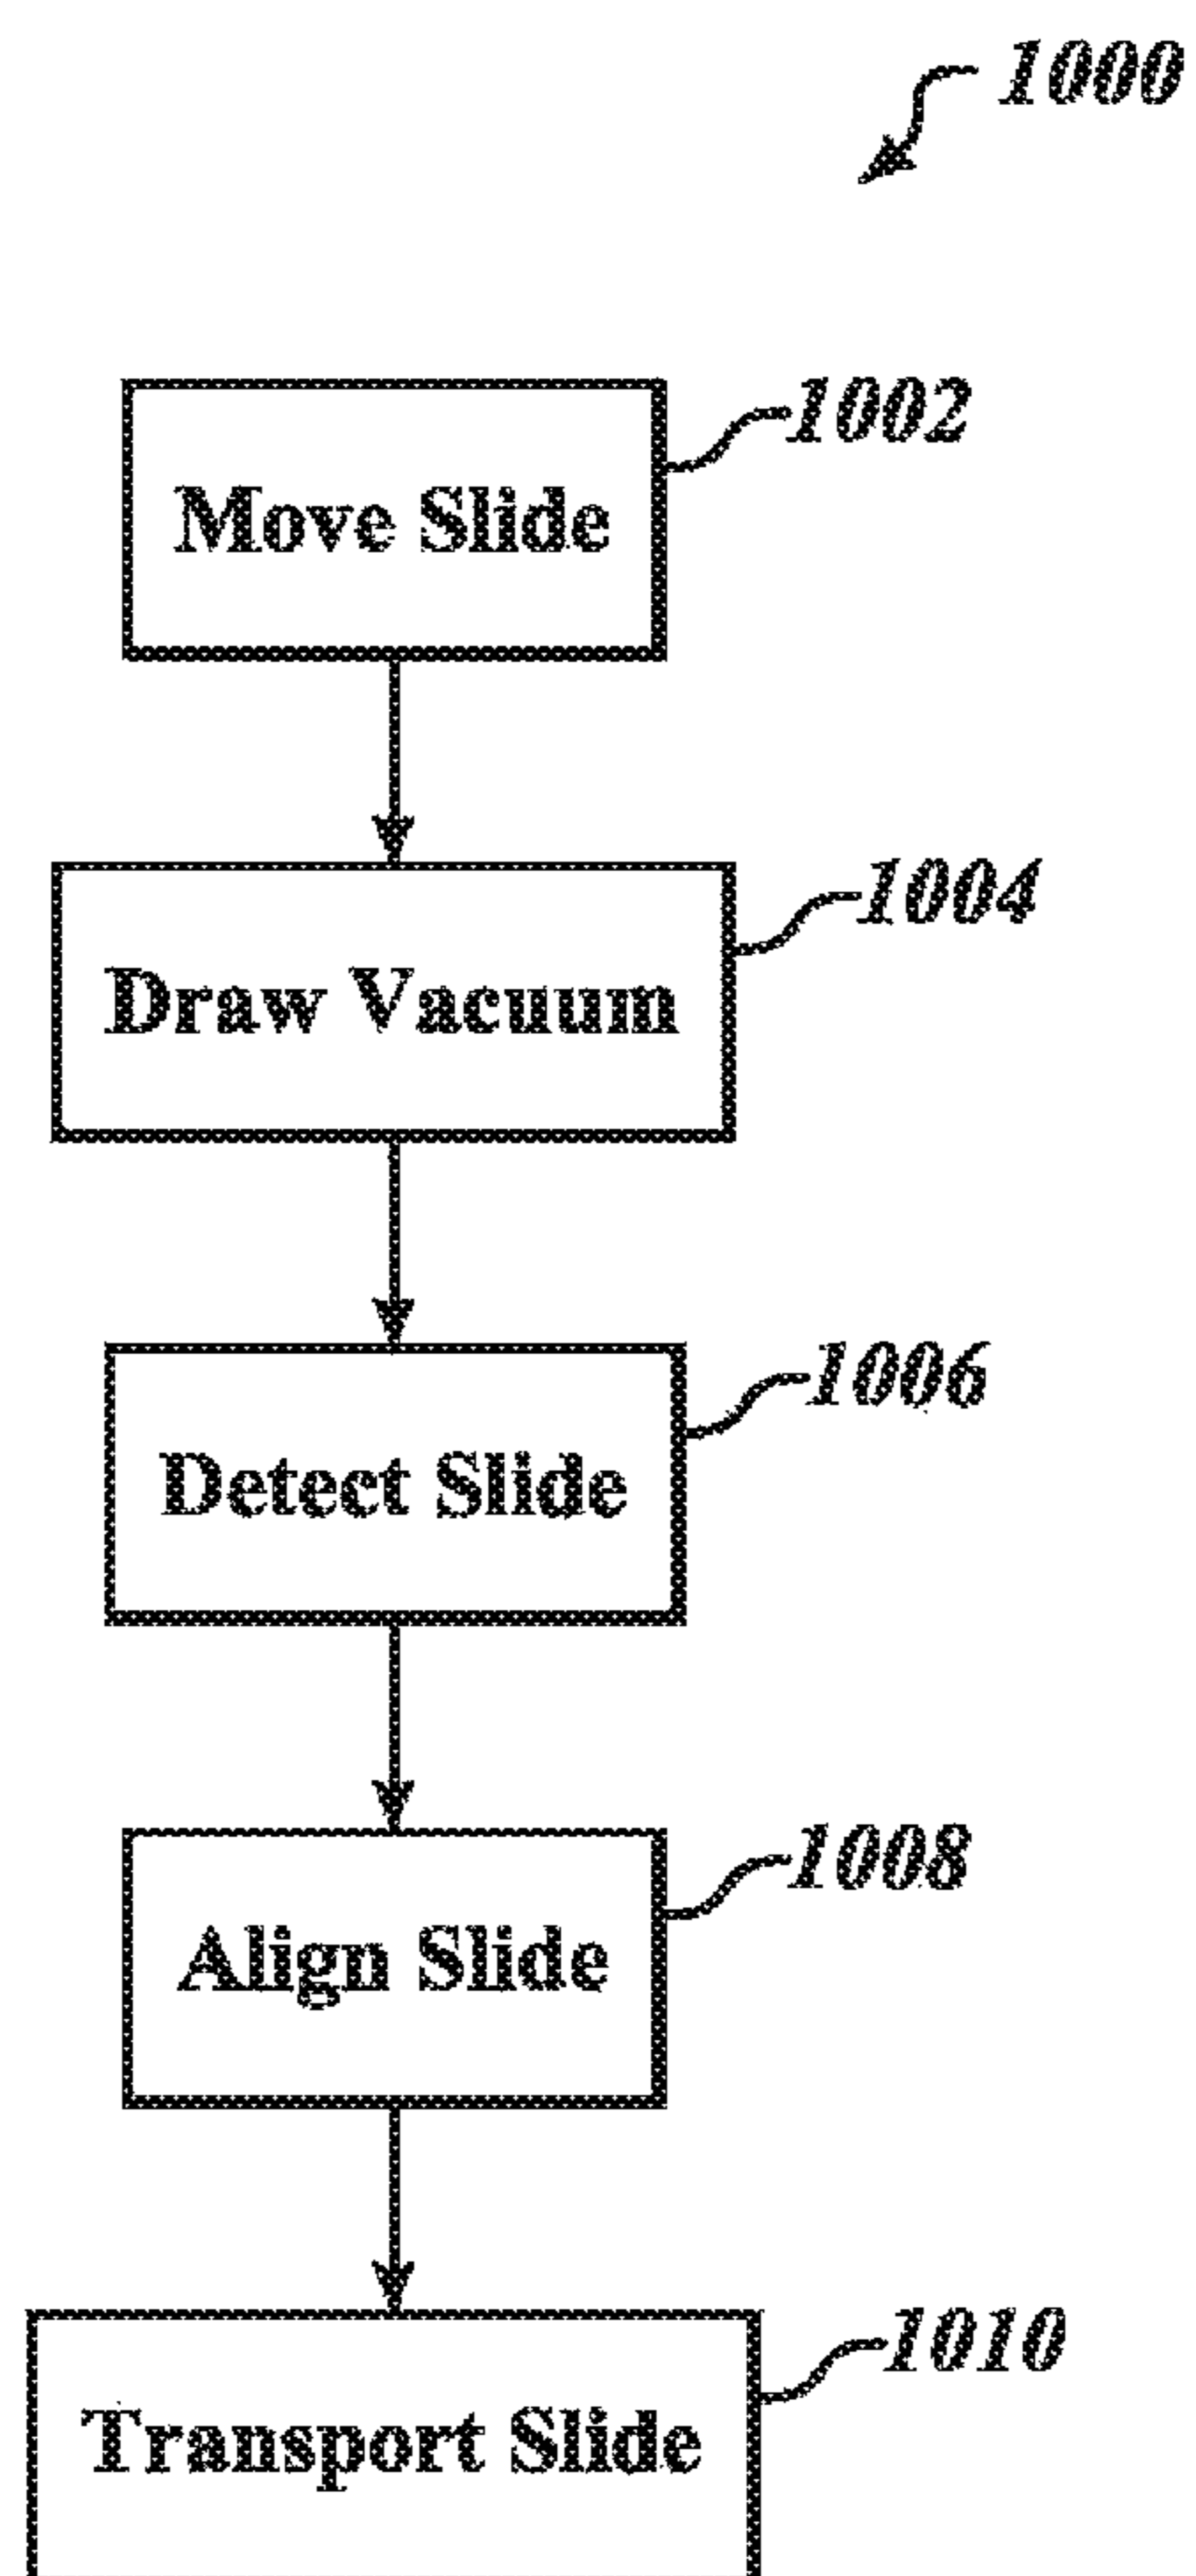 1000
Move Slide
1002
Draw Vacuum
1004
Detect Slide
1006
Align Slide
1008
Transport Slide
1010